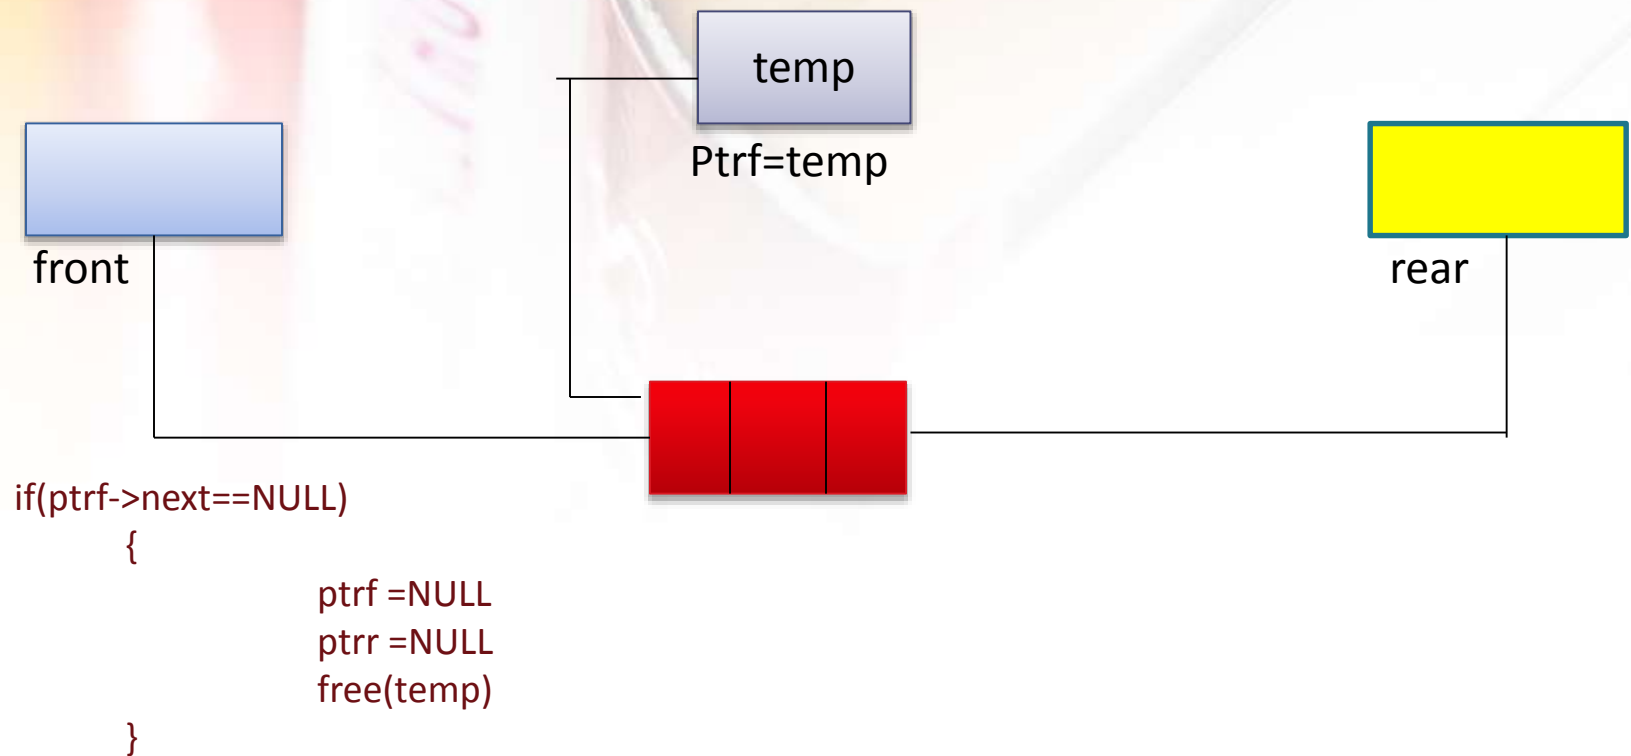 temp
Ptrf=temp
front
rear
if(ptrf->next==NULL)
{
ptrf =NULL
ptrr =NULL
free(temp)
}